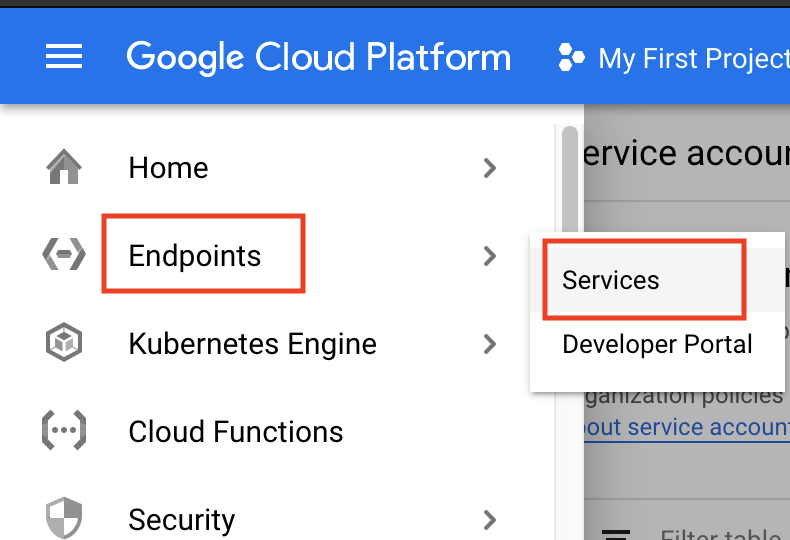 Google Cloud Platform
My First Project
Home
Endpoints
Kubernetes Engine
Cloud Functions
Security
Services
Developer Portal
ervice accoun
ganization policies
out service account
Filter table